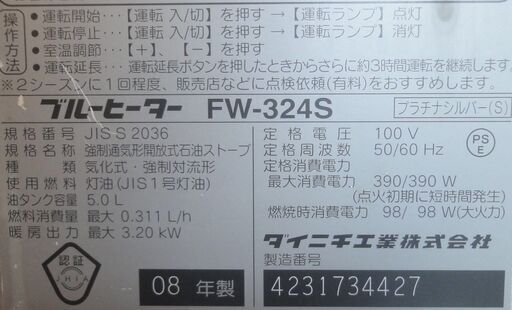 運転開始･･･【運転 入/切】を押す → 【運転ランプ】点灯
運転停止･･･【運転 入/切】を押す → 【運転ランプ】消灯
室温調節･･･【+】、【-】を押す
運転延長･･･運転延長ボタンを押したときからさらに約3時間運転を継続します。
作方法
※2シーズンに1回程度、販売店などに点検依頼(有料)をおすすめします。
ブルーヒーター FW-324S プラチナシルバー(S)
規格番号 JIS S 2036
規格名称 強制通気形開放式石油ストーブ
種類 気化式・強制対流形
使用燃料 灯油(JIS1号灯油)
油タンク容量 5.0 L
燃料消費量 最大 0.311 L/h
暖房出力 最大 3.20 kW
認証
JHIA
08 年製
定格電圧 100 V
定格周波数 50/60 Hz
PS
E
定格消費電力
最大消費電力 390/390 W
(点火初期に短時間発生)
燃焼時消費電力 98/ 98 W(大火力)
ダイニチ工業株式会社
製造番号
4231734427